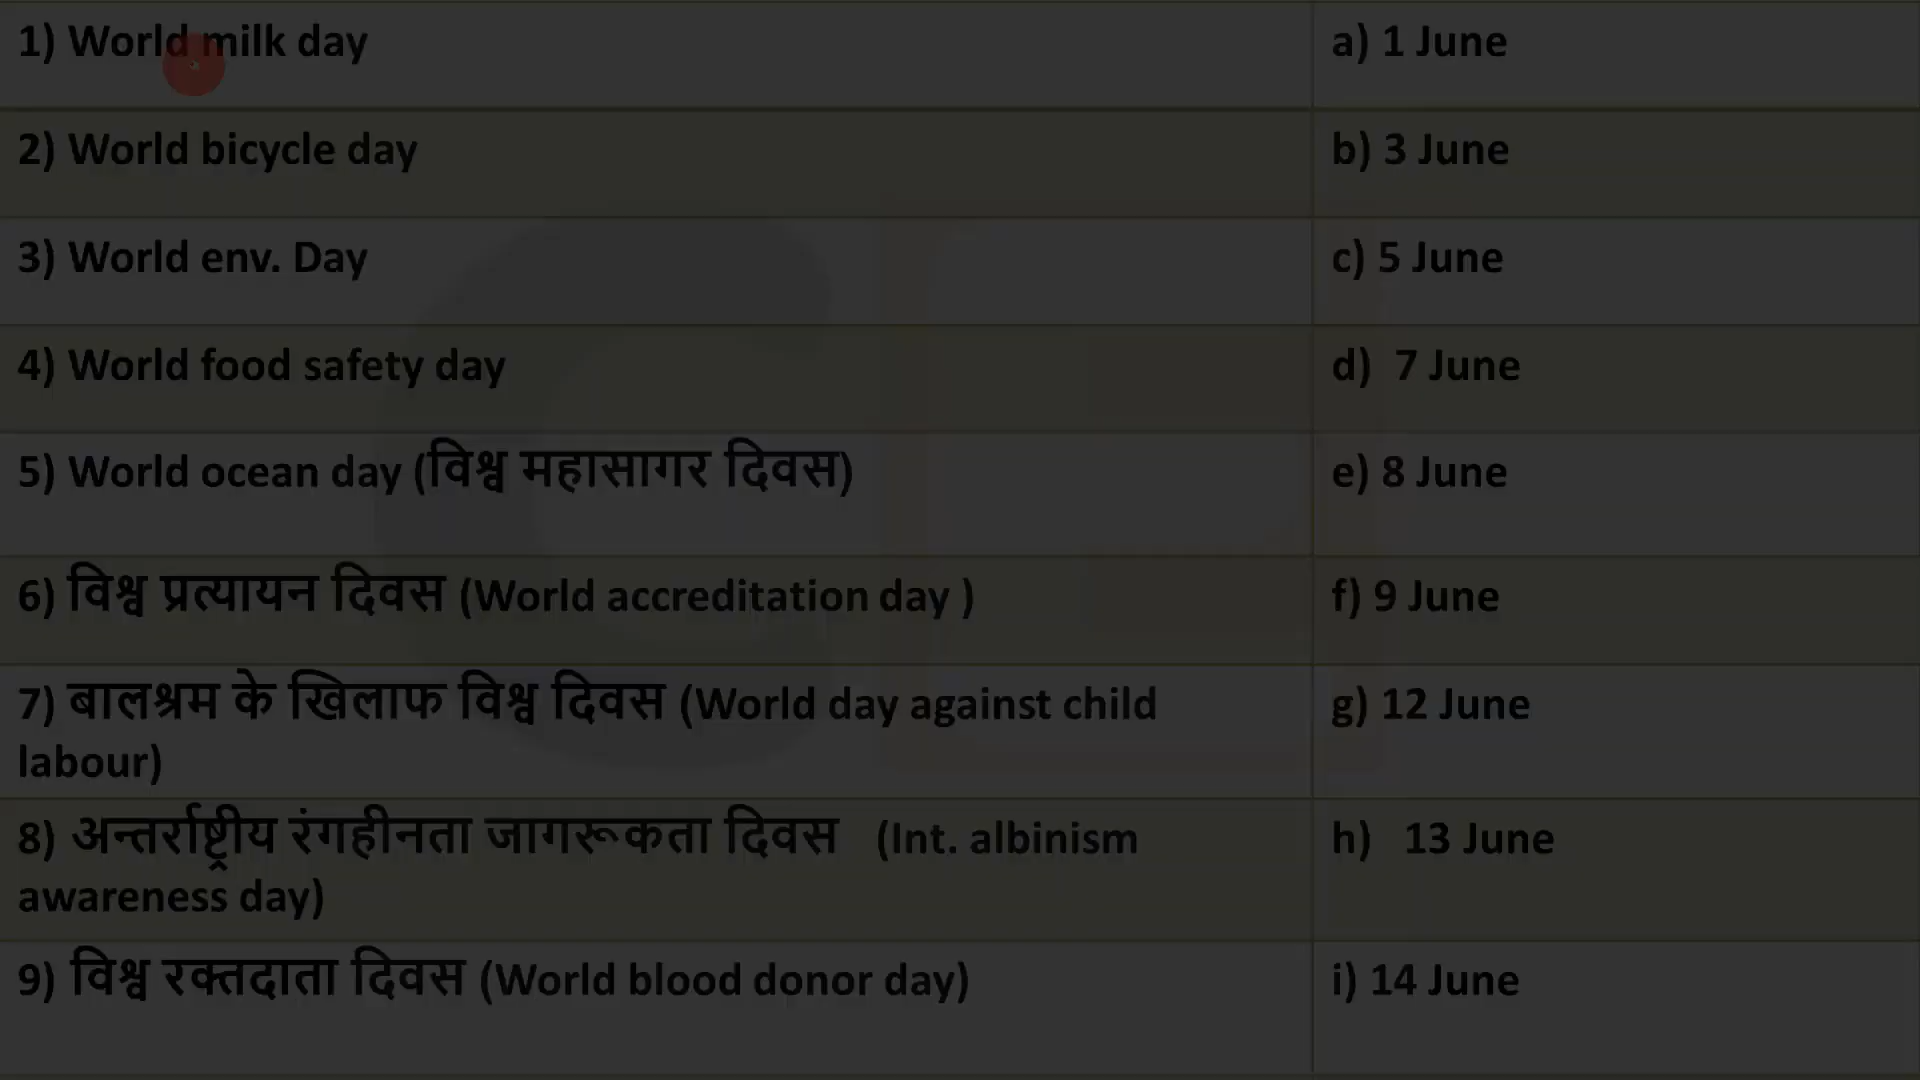 1) World milk day
a) 1 June
2) World bicycle day
b) 3 June
3) World env. Day
c) 5 June
4) World food safety day
d) 7 June
5) World ocean day (विश्व महासागर दिवस)
e) 8 June
6) विश्व प्रत्यायन दिवस (World accreditation day )
f) 9 June
7) बालश्रम के खिलाफ विश्व दिवस (World day against child
labour)
g) 12 June
8) अन्तर्राष्ट्रीय रंगहीनता जागरूकता दिवस (Int. albinism
awareness day)
h) 13 June
9) विश्व रक्तदाता दिवस (World blood donor day)
i) 14 June